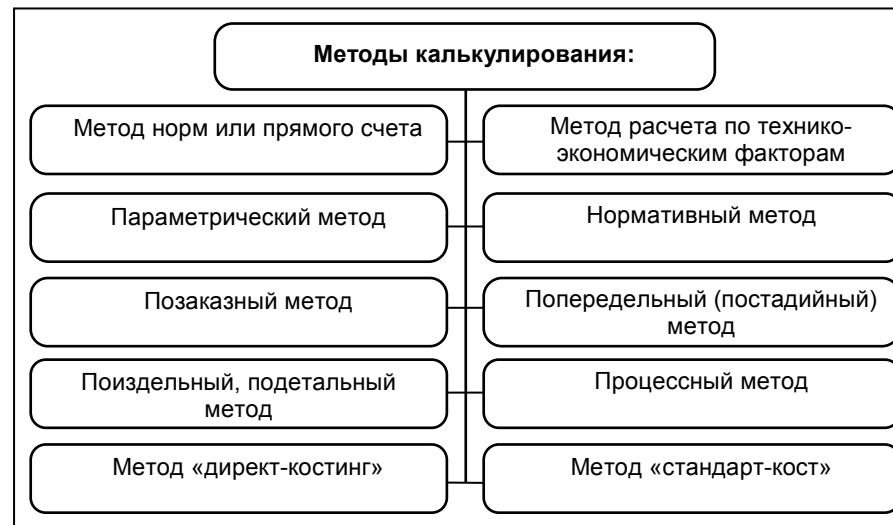 Методы калькулирования:
Метод норм или прямого счета
Метод расчета по технико-
экономическим факторам
Параметрический метод
Нормативный метод
Позаказный метод
Попередельный (постадийный)
метод
Поиздельный, подетальный
метод
Процессный метод
Метод «директ-костинг»
Метод «стандарт-кост»